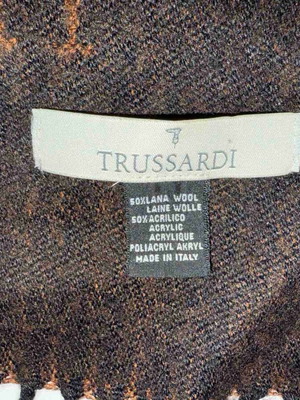 TRUSSARDI
50%LANA WOOL
LAINE WOLLE
50%ACRILICO
ACRYLIC
ACRYLIQUE
POLIACRYL AKRYL
MADE IN ITALY